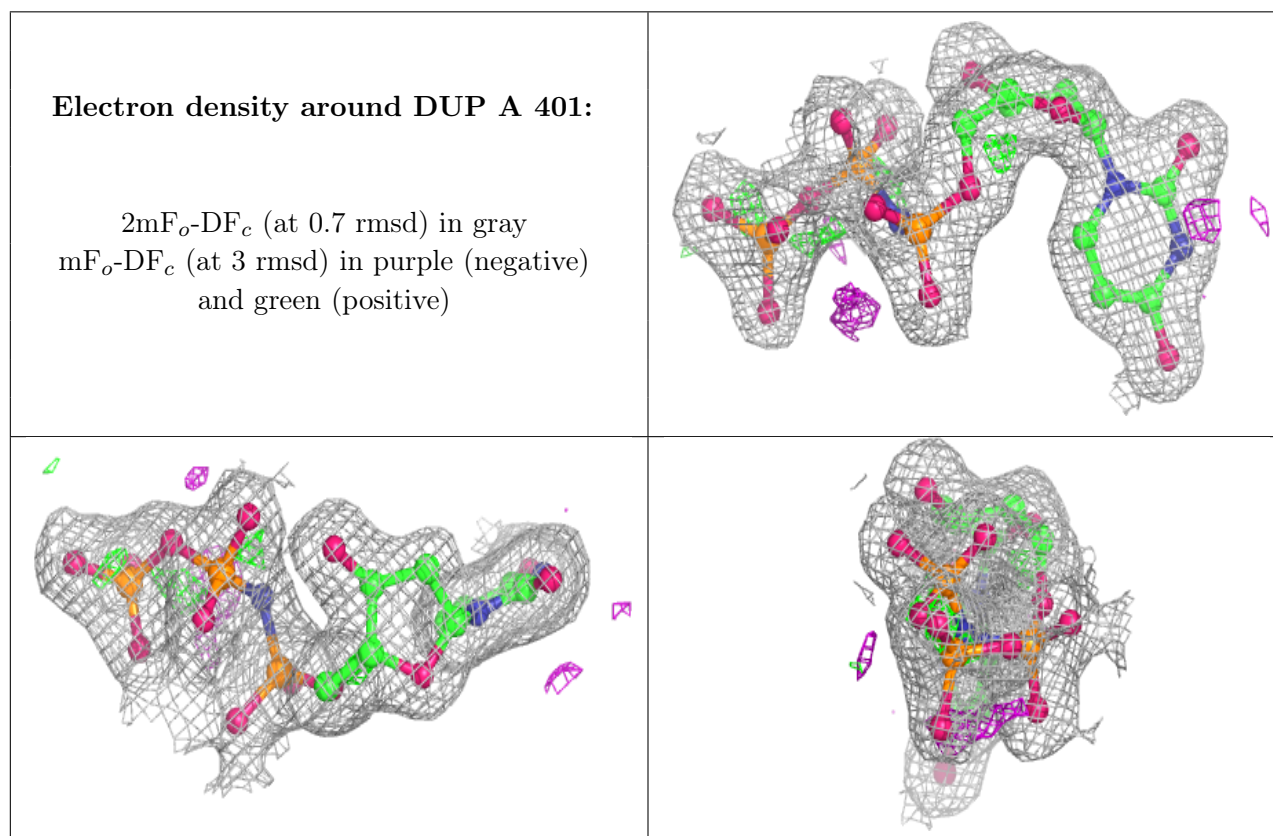 Electron density around DUP A 401:
2mFₒ-DF𝒸 (at 0.7 rmsd) in gray
mFₒ-DF𝒸 (at 3 rmsd) in purple (negative)
and green (positive)